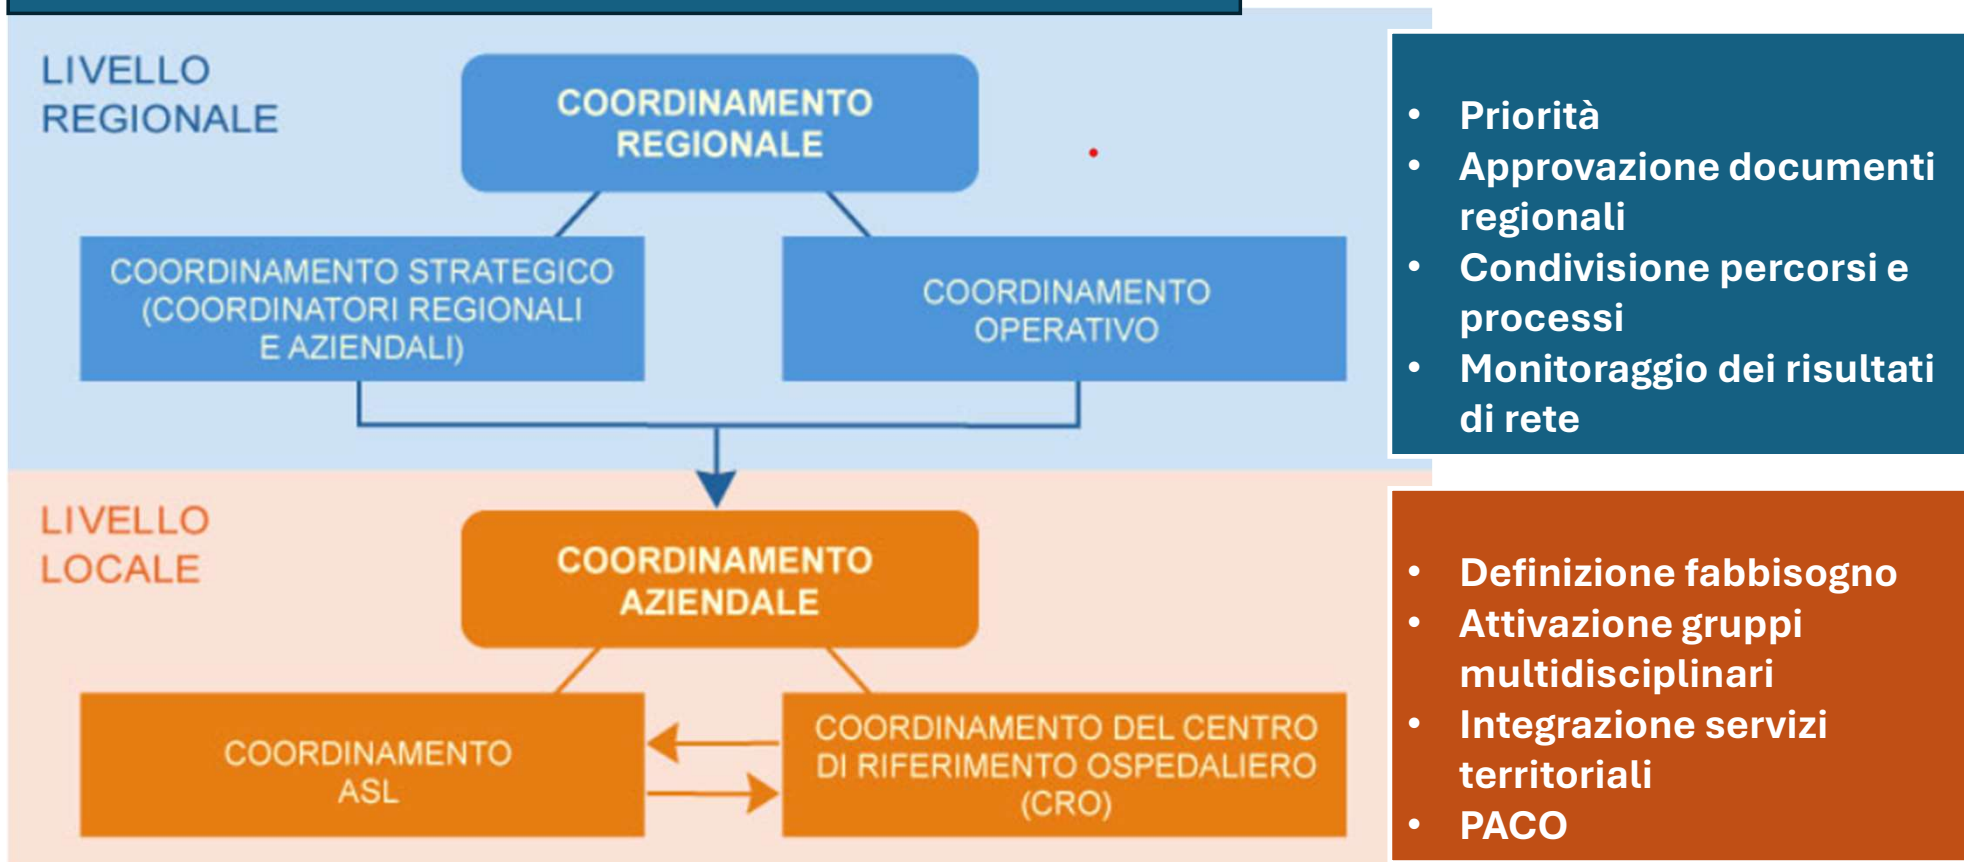 LIVELLO
REGIONALE
COORDINAMENTO
REGIONALE
COORDINAMENTO STRATEGICO
(COORDINATORI REGIONALI
E AZIENDALI)
COORDINAMENTO
OPERATIVO
• Priorità
• Approvazione documenti
regionali
• Condivisione percorsi e
processi
• Monitoraggio dei risultati
di rete
LIVELLO
LOCALE
COORDINAMENTO
AZIENDALE
COORDINAMENTO
ASL
COORDINAMENTO DEL CENTRO
DI RIFERIMENTO OSPEDALIERO
(CRO)
• Definizione fabbisogno
• Attivazione gruppi
multidisciplinari
• Integrazione servizi
territoriali
• PACO